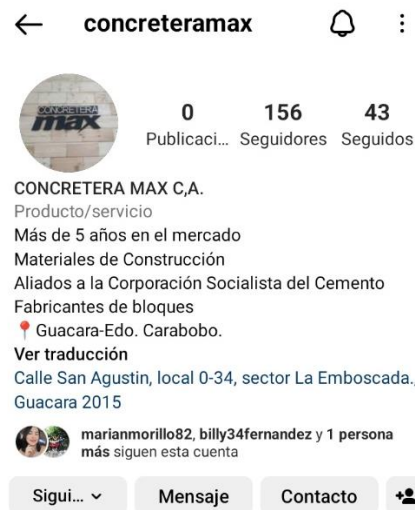 concreteramax
CONCRETERA
max
0 156 43
Publicaci... Seguidores Seguidos
CONCRETERA MAX C,A.
Producto/servicio
Más de 5 años en el mercado
Materiales de Construcción
Aliados a la Corporación Socialista del Cemento
Fabricantes de bloques
📍 Guacara-Edo. Carabobo.
Ver traducción
Calle San Agustin, local 0-34, sector La Emboscada.,
Guacara 2015
marianmorillo82, billy34fernandez y 1 persona
más siguen esta cuenta
Sigui... Mensaje Contacto